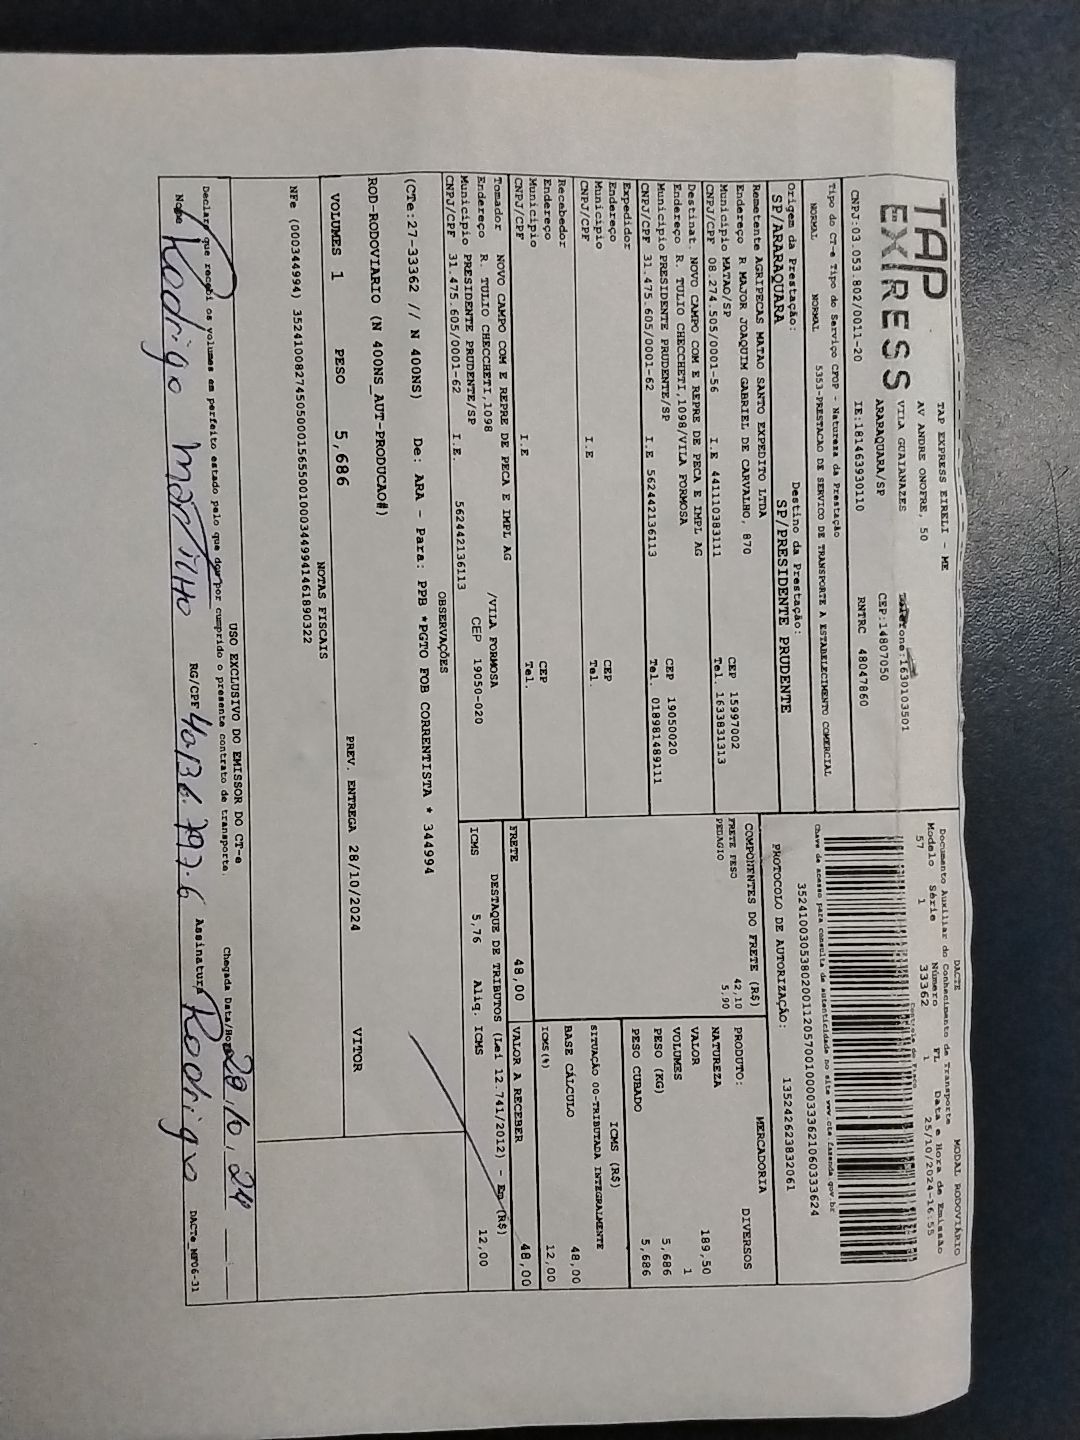 TAP
EXPRESS
TAP EXPRESS EIRELI - ME
AV ANDRE ONOFRE, 50
VILA GUAIANAZES
ARARAQUARA/SP
Telefone:1630103501
CEP:14807050
CNPJ:03.053.802/0011-20 IE:181463930110 RNTRC 48047860
DACTE MODAL RODOVIÁRIO
Documento Auxiliar do Conhecimento de Transporte
Modelo Série Número Fl Data e Hora de Emissão
57 1 33362 1 25/10/2024-16:55
Controle do Fisco
Chave de acesso para consulta de autenticidade no site www.cte.fazenda.gov.br
Tipo do CT-e Tipo do Serviço CFOP - Natureza da Prestação
NORMAL NORMAL 5353-PRESTACAO DE SERVICO DE TRANSPORTE A ESTABELECIMENTO COMERCIAL
PROTOCOLO DE AUTORIZAÇÃO: 135242623832061
Origem da Prestação: Destino da Prestação:
SP/ARARAQUARA SP/PRESIDENTE PRUDENTE
Remetente AGRIPECAS MATAO SANTO EXPEDITO LTDA
Endereço R MAJOR JOAQUIM GABRIEL DE CARVALHO, 870
Município MATAO/SP CEP 15997002
CNPJ/CPF 08.274.505/0001-56 I.E 441110383111 Tel. 1633831313
Destinat. NOVO CAMPO COM E REPRE DE PECA E IMPL AG
Endereço R. TULIO CHECCHETI,1098/VILA FORMOSA
Município PRESIDENTE PRUDENTE/SP CEP 19050020
CNPJ/CPF 31.475.605/0001-62 I.E 562442136113 Tel. 018981489111
Expedidor
Endereço
Município CEP
CNPJ/CPF I.E Tel.
Recebedor
Endereço
Município CEP
CNPJ/CPF I.E Tel.
Tomador NOVO CAMPO COM E REPRE DE PECA E IMPL AG
Endereço R. TULIO CHECCHETI,1098 /VILA FORMOSA
Município PRESIDENTE PRUDENTE/SP CEP 19050-020
CNPJ/CPF 31.475.605/0001-62 I.E. 562442136113
COMPONENTES DO FRETE (R$)
FRETE PESO 42,10
PEDAGIO 5,90
MERCADORIA
PRODUTO: DIVERSOS
NATUREZA
VALOR 189,50
VOLUMES 1
PESO (KG) 5,686
PESO CUBADO 5,686
ICMS (R$)
SITUAÇÃO 00-TRIBUTADA INTEGRALMENTE
BASE CÁLCULO 48,00
ICMS(%) 12,00
FRETE 48,00 VALOR A RECEBER 48,00
DESTAQUE DE TRIBUTOS (Lei 12.741/2012) - Em (R$)
ICMS 5,76 Aliq. ICMS 12,00
OBSERVAÇÕES
(CTe:27-33362 // N 400NS) De: ARA - Para: PPB *PGTO FOB CORRENTISTA * 344994
ROD-RODOVIARIO (N 400NS_AUT-PRODUCAO#)
VOLUMES 1 PESO 5,686 PREV. ENTREGA 28/10/2024 VITOR
NOTAS FISCAIS
USO EXCLUSIVO DO EMISSOR DO CT-e
Declaro que recebi os volumes em perfeito estado pelo que dou por cumprido o presente contrato de transporte. Chegada Data/Hora 28,10,24
Nome Rodrigo RG/CPF Assinatura Rodrigo
DACTe_MF06-31